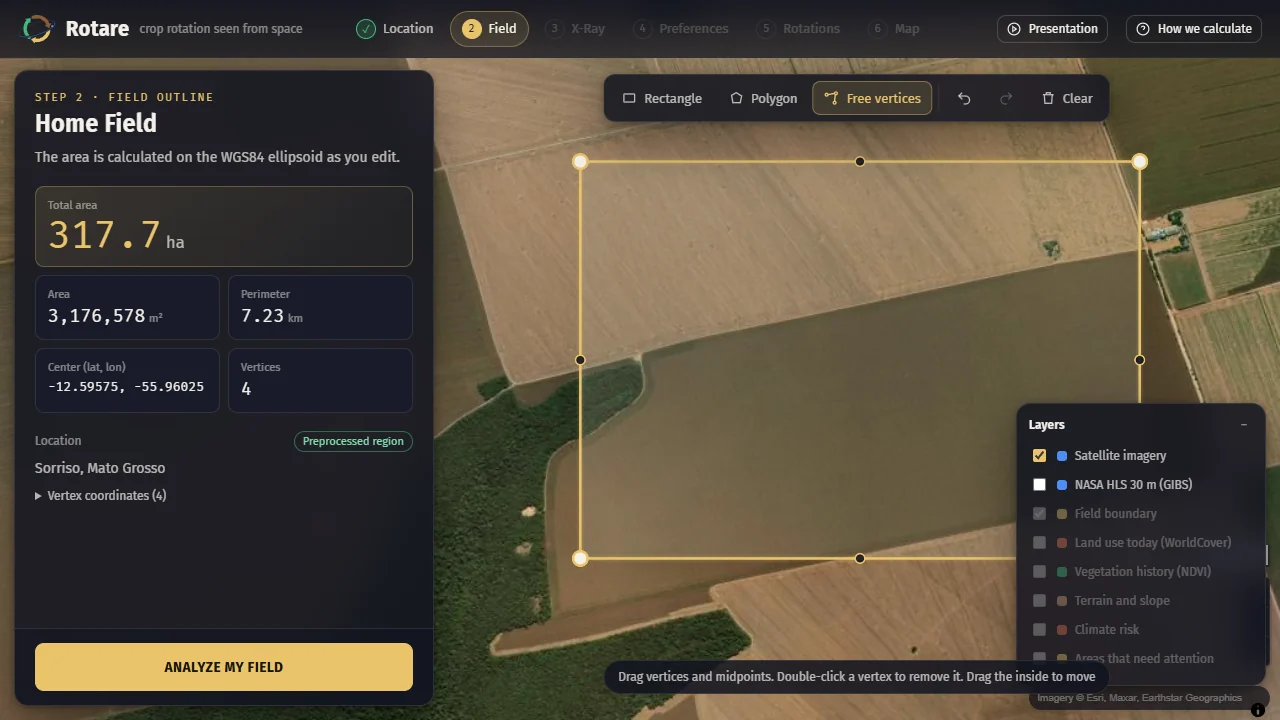 Rotare crop rotation seen from space
Location
2 Field
3 X-Ray
4 Preferences
5 Rotations
6 Map
Presentation
How we calculate
STEP 2 · FIELD OUTLINE
Home Field
The area is calculated on the WGS84 ellipsoid as you edit.
Total area
317.7 ha
Area
3,176,578 m²
Perimeter
7.23 km
Center (lat, lon)
-12.59575, -55.96025
Vertices
4
Location
Preprocessed region
Sorriso, Mato Grosso
Vertex coordinates (4)
ANALYZE MY FIELD
Rectangle
Polygon
Free vertices
Clear
Layers
Satellite imagery
NASA HLS 30 m (GIBS)
Field boundary
Land use today (WorldCover)
Vegetation history (NDVI)
Terrain and slope
Climate risk
Areas that need attention
Drag vertices and midpoints. Double-click a vertex to remove it. Drag the inside to move
Imagery © Esri, Maxar, Earthstar Geographics